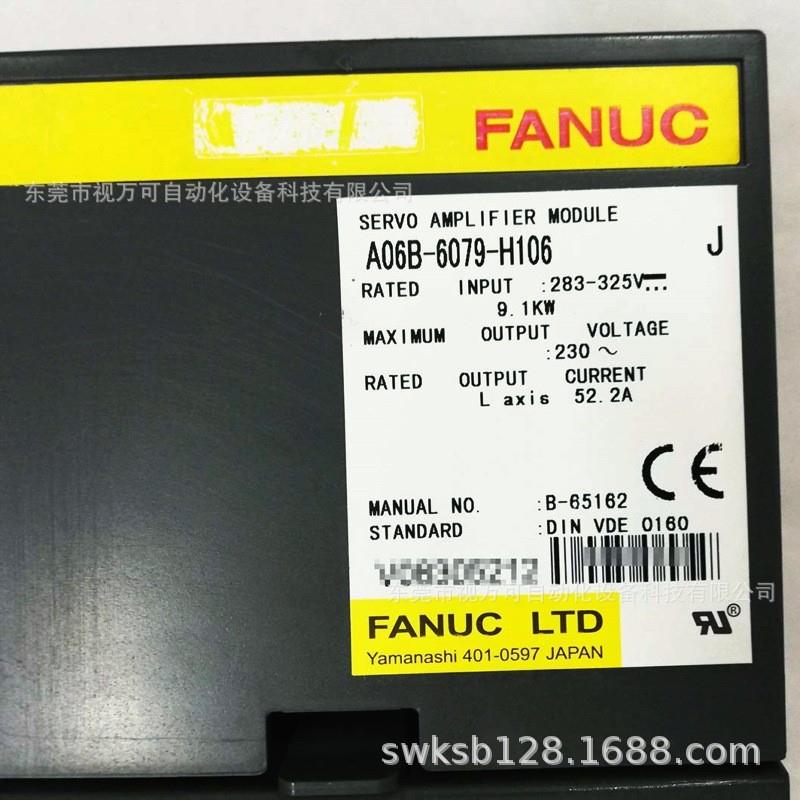 FANUC
东莞市视万可自动化设备科技有限公司
SERVO AMPLIFIER MODULE
A06B-6079-H106 J
RATED INPUT :283-325V
9.1KW
MAXIMUM OUTPUT VOLTAGE
:230～
RATED OUTPUT CURRENT
L axis 52.2A
CE
MANUAL NO. :B-65162
STANDARD :DIN VDE 0160
东莞市视万可自动化设备科技有限公司
FANUC LTD
Yamanashi 401-0597 JAPAN
swksb128.1688.com